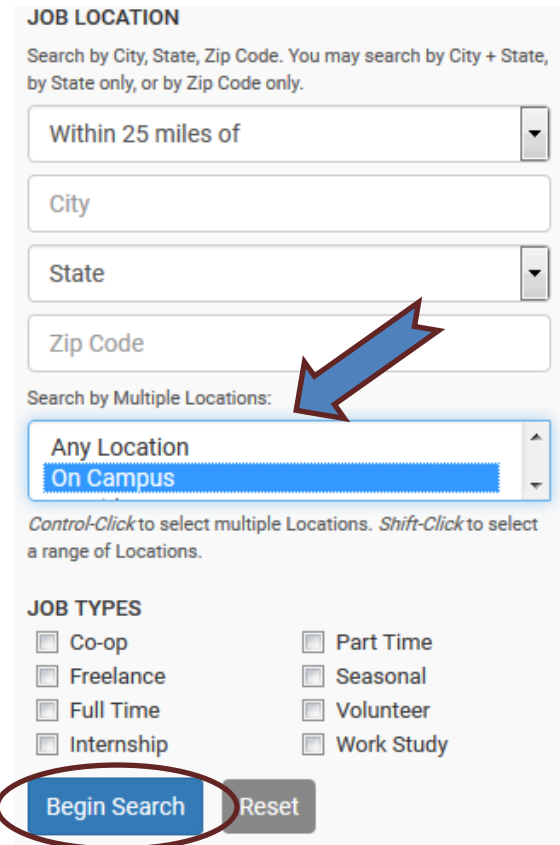 JOB LOCATION
Search by City, State, Zip Code. You may search by City + State,
by State only, or by Zip Code only.
Within 25 miles of
City
State
Zip Code
Search by Multiple Locations:
Any Location
On Campus
Control-Click to select multiple Locations. Shift-Click to select
a range of Locations.
JOB TYPES
Co-op
Part Time
Freelance
Seasonal
Full Time
Volunteer
Internship
Work Study
Begin Search
Reset